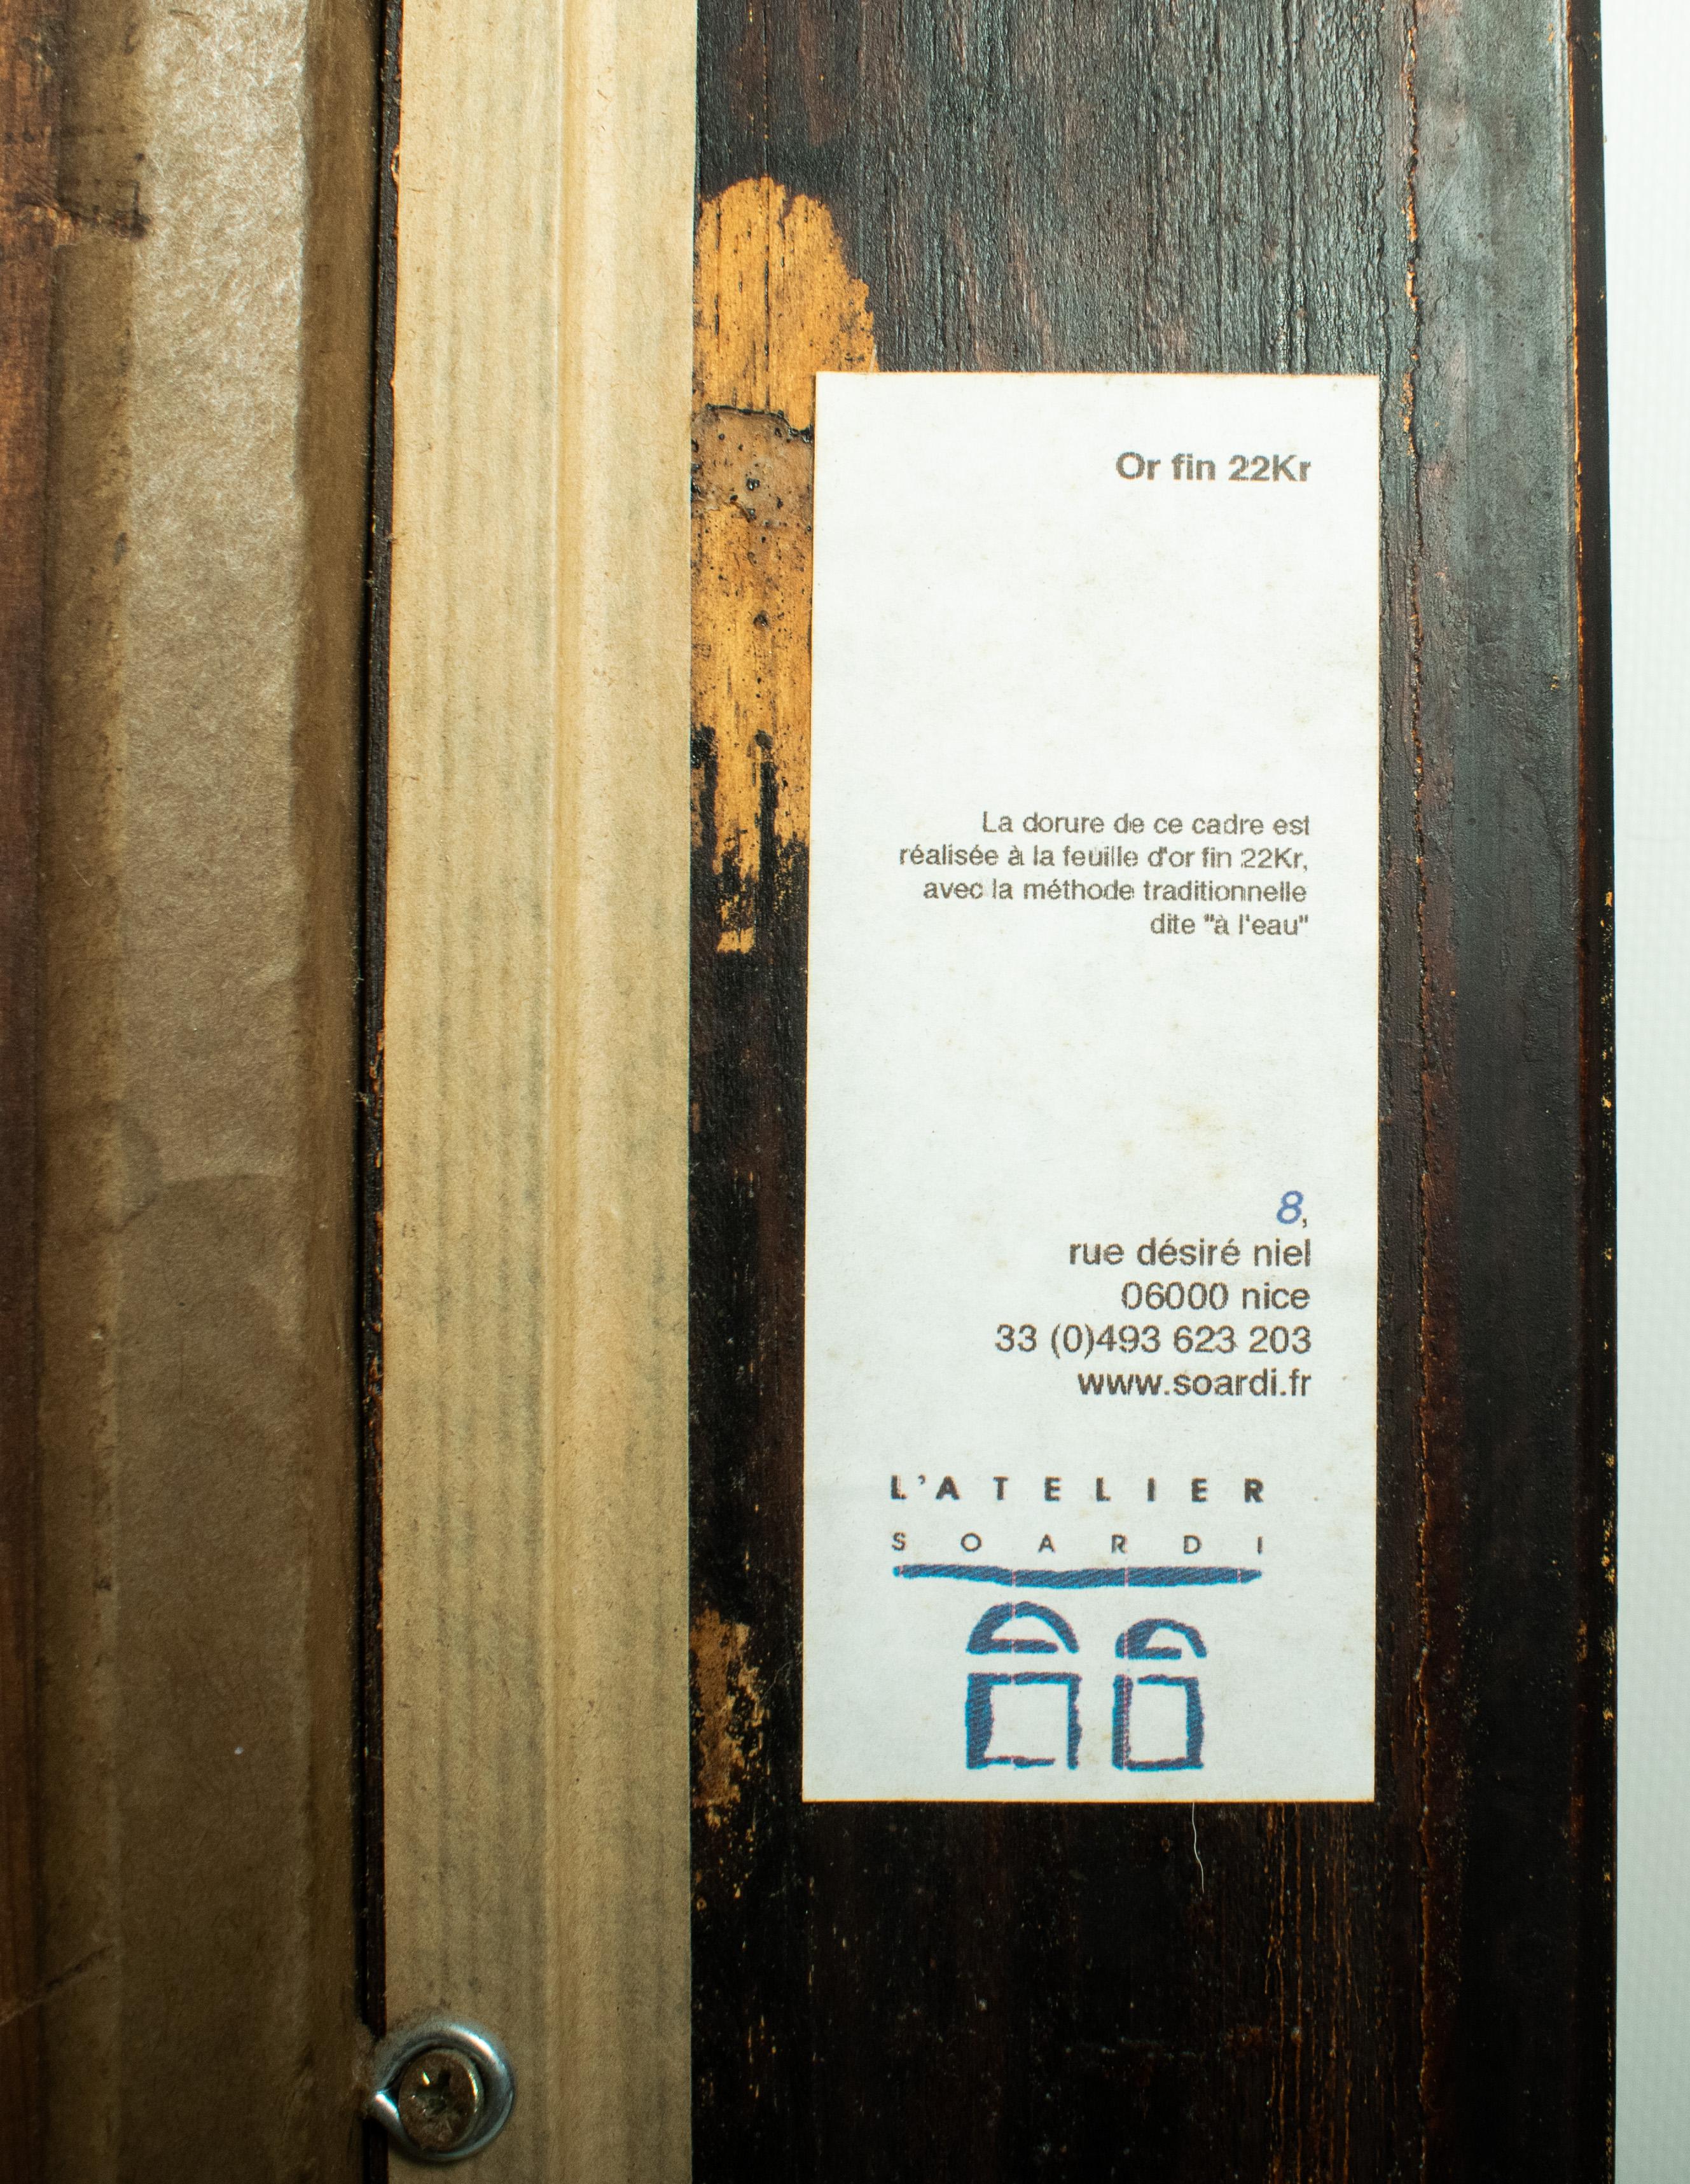 Or fin 22Kr
La dorure de ce cadre est
réalisée à la feuille d'or fin 22Kr,
avec la méthode traditionnelle
dite "à l'eau"
8,
rue désiré niel
06000 nice
33 (0)493 623 203
www.soardi.fr
L'ATELIER
SOARDI